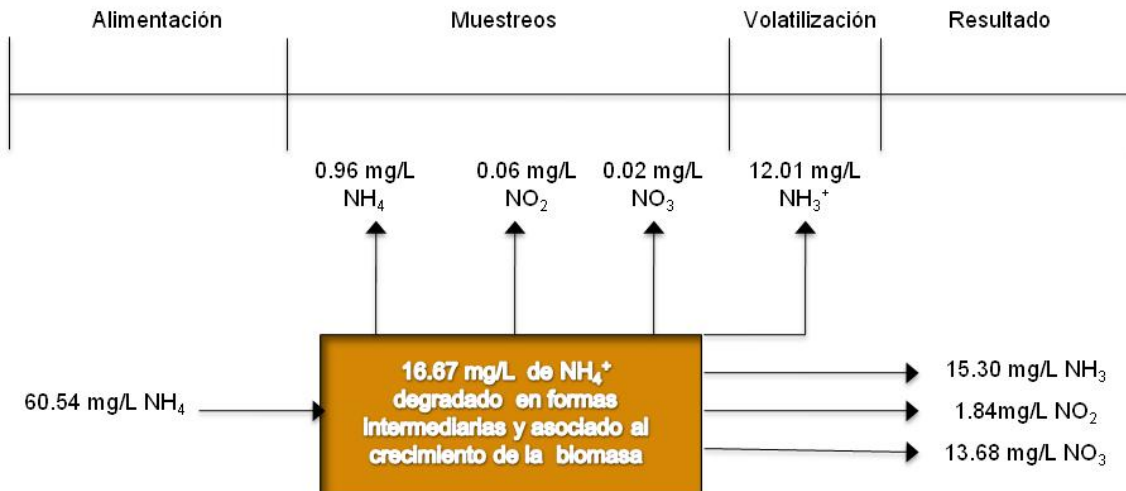 Alimentación Muestreos Volatilización Resultado
0.96 mg/L 0.06 mg/L 0.02 mg/L 12.01 mg/L
NH₄ NO₂ NO₃ NH₃⁺
60.54 mg/L NH₄
16.67 mg/L de NH₄⁺
degradado en formas
intermediarias y asociado al
crecimiento de la biomasa
15.30 mg/L NH₃
1.84mg/L NO₂
13.68 mg/L NO₃